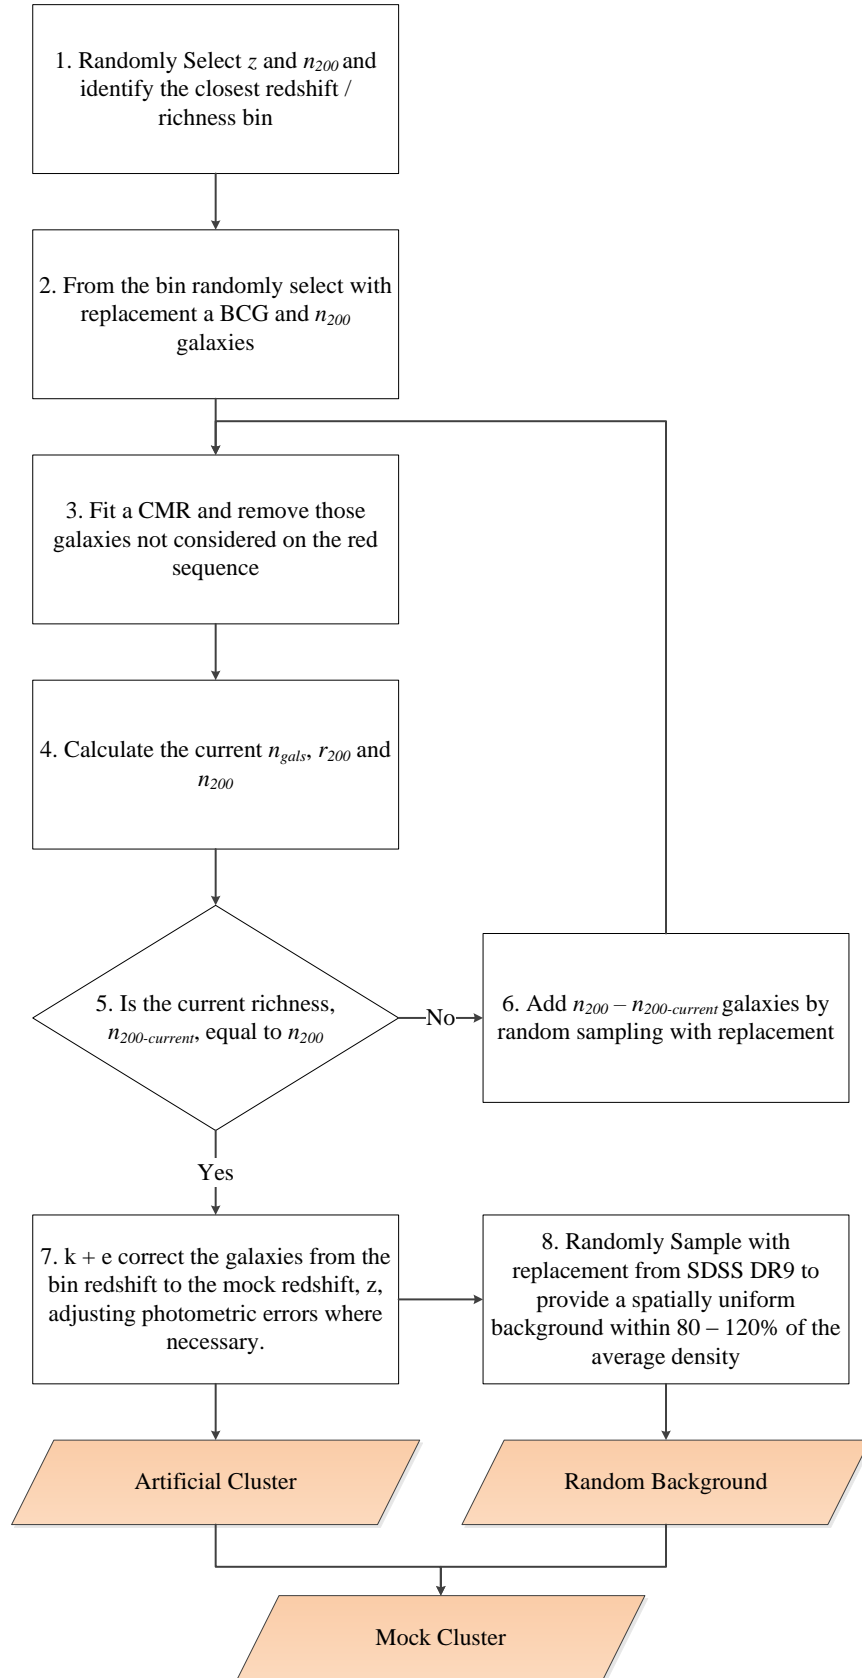 1. Randomly Select z and n200 and
identify the closest redshift /
richness bin
2. From the bin randomly select with
replacement a BCG and n200
galaxies
3. Fit a CMR and remove those
galaxies not considered on the red
sequence
4. Calculate the current ngals, r200 and
n200
5. Is the current richness,
n200-current, equal to n200
No
6. Add n200 – n200-current galaxies by
random sampling with replacement
Yes
7. k + e correct the galaxies from the
bin redshift to the mock redshift, z,
adjusting photometric errors where
necessary.
8. Randomly Sample with
replacement from SDSS DR9 to
provide a spatially uniform
background within 80 – 120% of the
average density
Artificial Cluster
Random Background
Mock Cluster